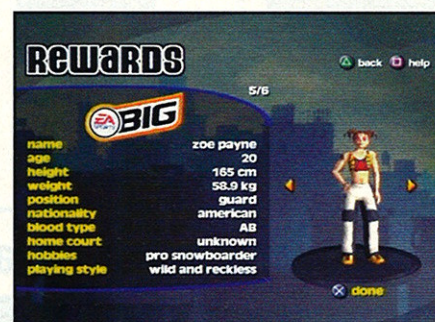 REWARDS
back help
5/6
EA SPORTS BIG
name zoe payne
age 20
height 165 cm
weight 58.9 kg
position guard
nationality american
blood type AB
home court unknown
hobbies pro snowboarder
playing style wild and reckless
done